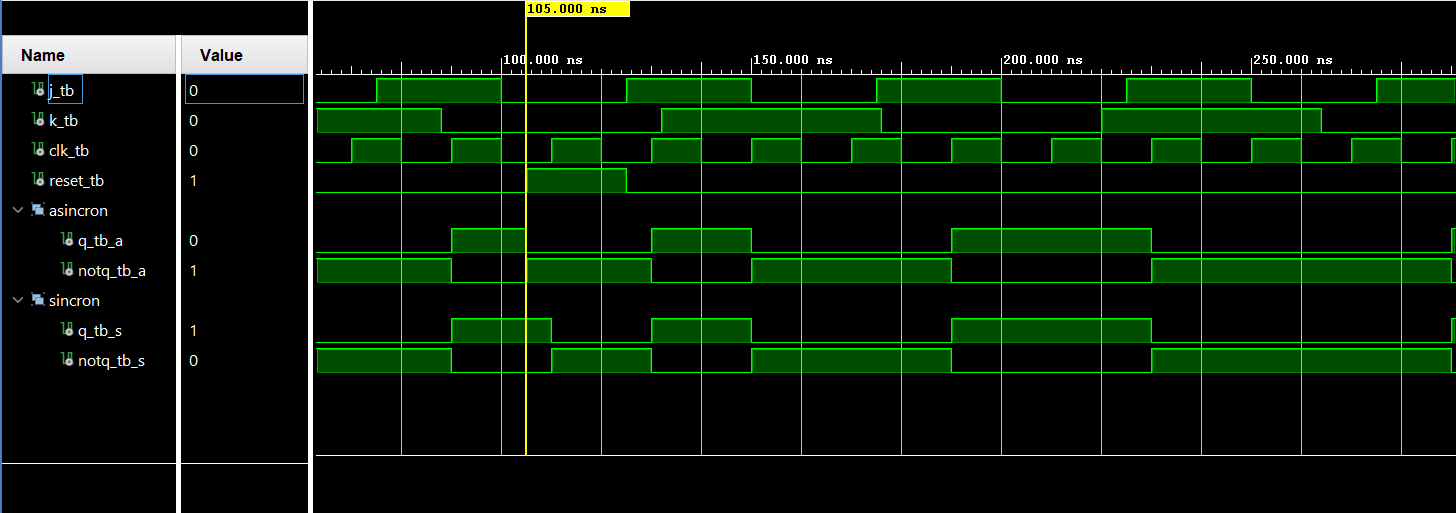 105.000 ns
Name Value
100.000 ns 150.000 ns 200.000 ns 250.000 ns
j_tb 0
k_tb 0
clk_tb 0
reset_tb 1
asincron
q_tb_a 0
notq_tb_a 1
sincron
q_tb_s 1
notq_tb_s 0